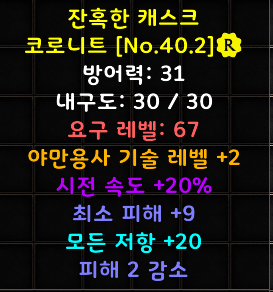 잔혹한 캐스크
코로니트 [No.40.2]®
방어력: 31
내구도: 30 / 30
요구 레벨: 67
야만용사 기술 레벨 +2
시전 속도 +20%
최소 피해 +9
모든 저항 +20
피해 2 감소